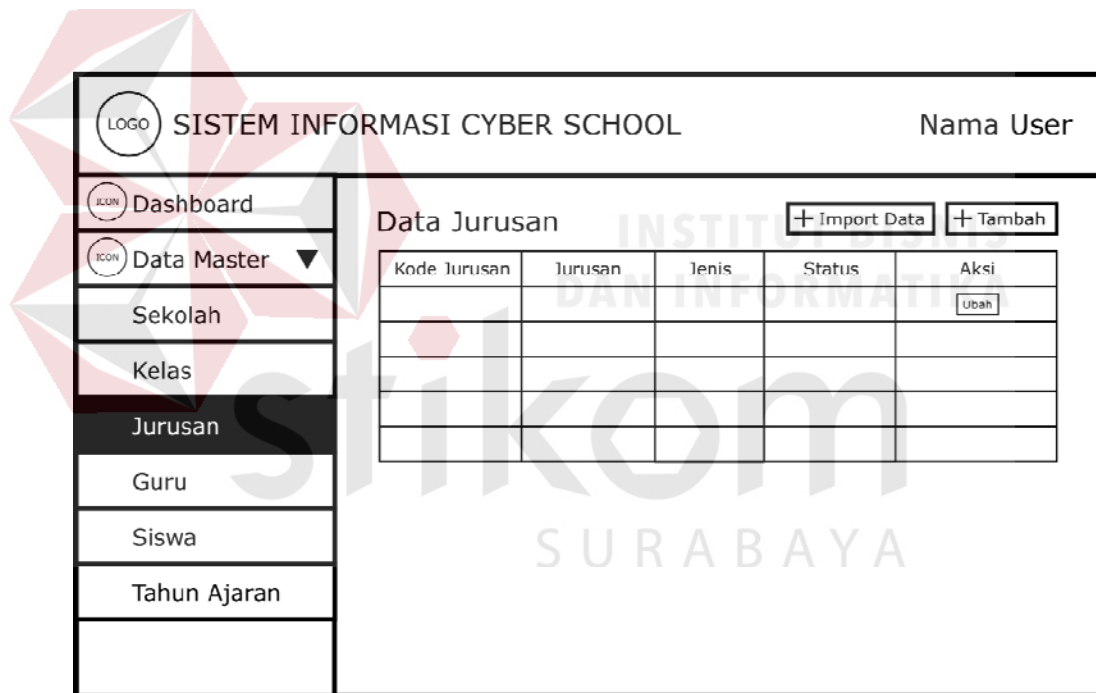 LOGO SISTEM INFORMASI CYBER SCHOOL Nama User
ICON Dashboard
ICON Data Master
Sekolah
Kelas
Jurusan
Guru
Siswa
Tahun Ajaran
Data Jurusan + Import Data + Tambah
Kode Jurusan Jurusan Jenis Status Aksi
Ubah
INSTITUT BISNIS
DAN INFORMATIKA
stikom
SURABAYA